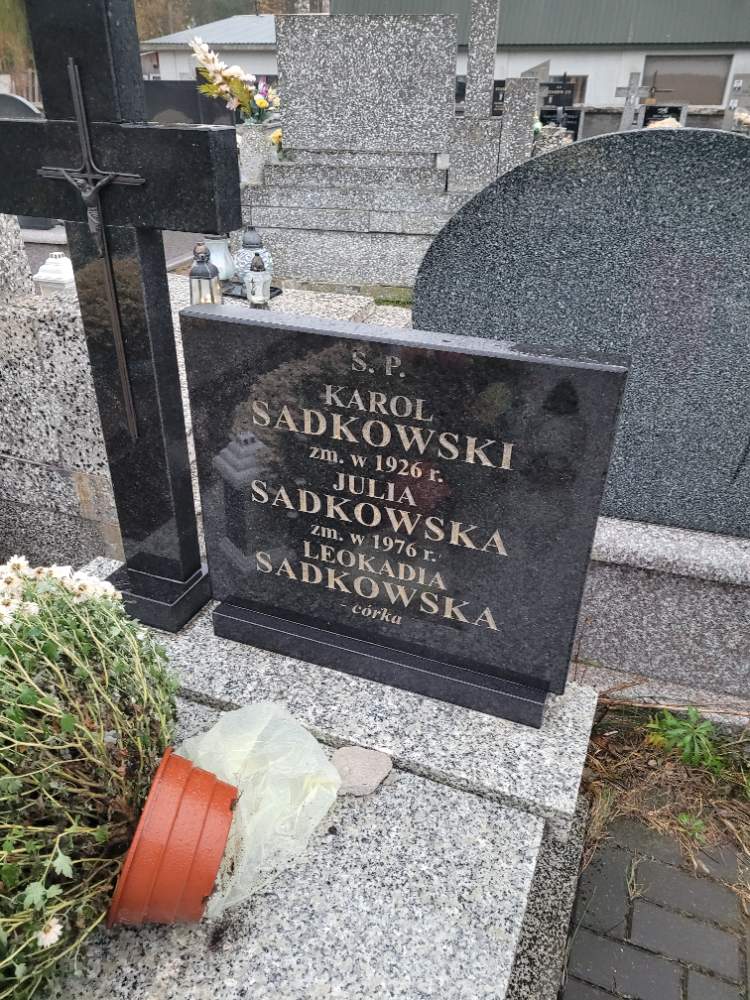 Ś. P.
KAROL
SADKOWSKI
zm. w 1926 r.
JULIA
SADKOWSKA
zm. w 1976 r.
LEOKADIA
SADKOWSKA
- córka